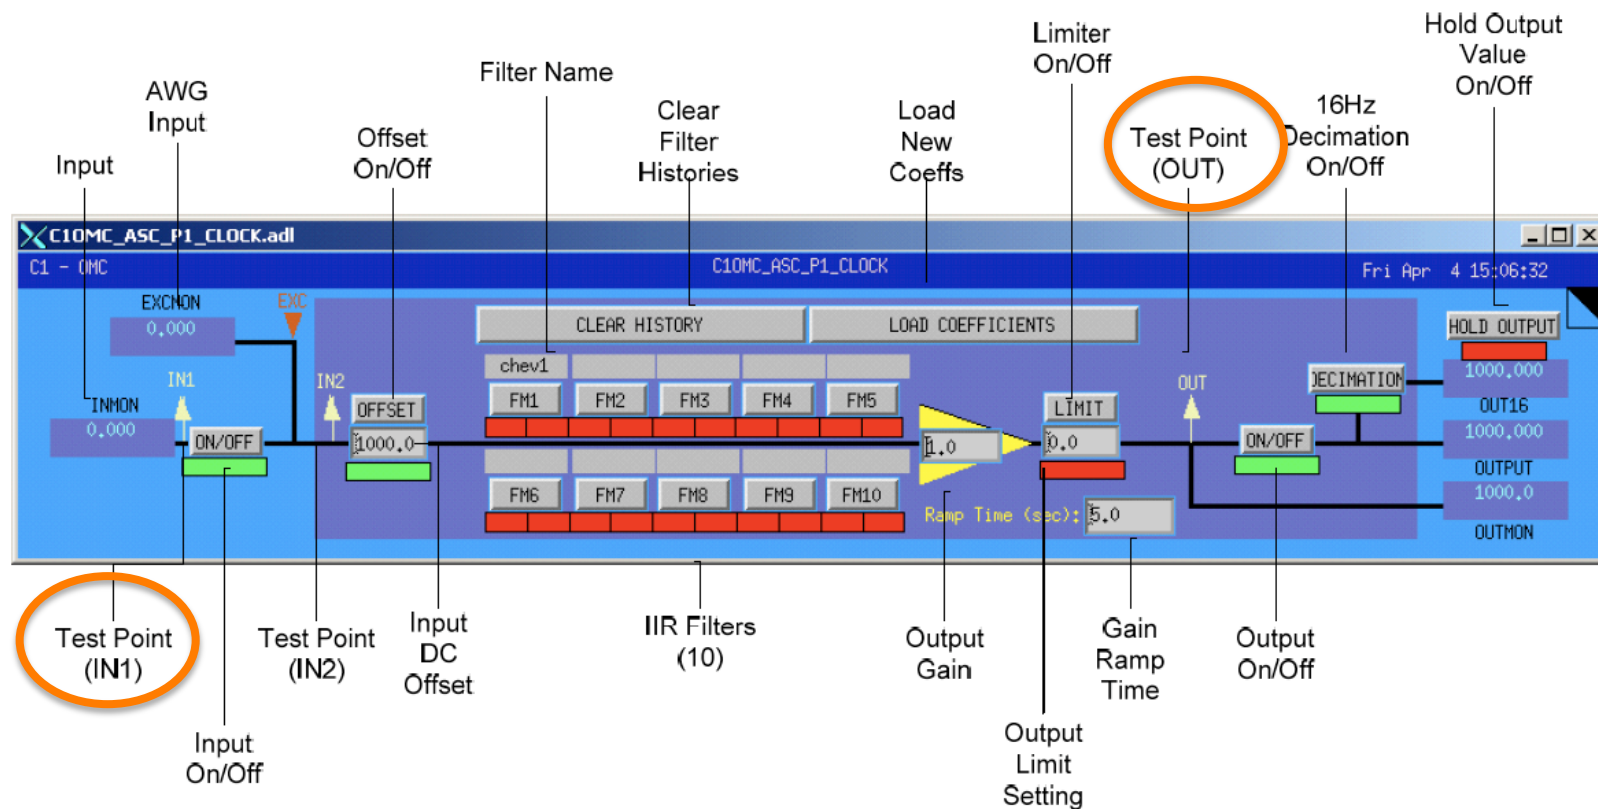 Hold Output
Value
On/Off
Limiter
On/Off
Filter Name
AWG
Input
Clear
Filter
Histories
Load
New
Coeffs
16Hz
Decimation
On/Off
Offset
On/Off
Test Point
(OUT)
Input
C1OMC_ASC_P1_CLOCK.adl
C1 - OMC
C1OMC_ASC_P1_CLOCK
Fri Apr 4 15:06:32
EXCMON
EXC
0.000
CLEAR HISTORY
LOAD COEFFICIENTS
HOLD OUTPUT
chev1
1000.000
IN1
IN2
OUT
DECIMATION
FM1
FM2
FM3
FM4
FM5
INMON
OFFSET
LIMIT
OUT16
0.000
ON/OFF
1000.0
1.0
0.0
ON/OFF
1000.000
OUTPUT
FM6
FM7
FM8
FM9
FM10
1000.0
Ramp Time (sec):
5.0
OUTMON
Test Point
(IN1)
Test Point
(IN2)
Input
DC
Offset
IIR Filters
(10)
Output
Gain
Gain
Ramp
Time
Output
On/Off
Input
On/Off
Output
Limit
Setting